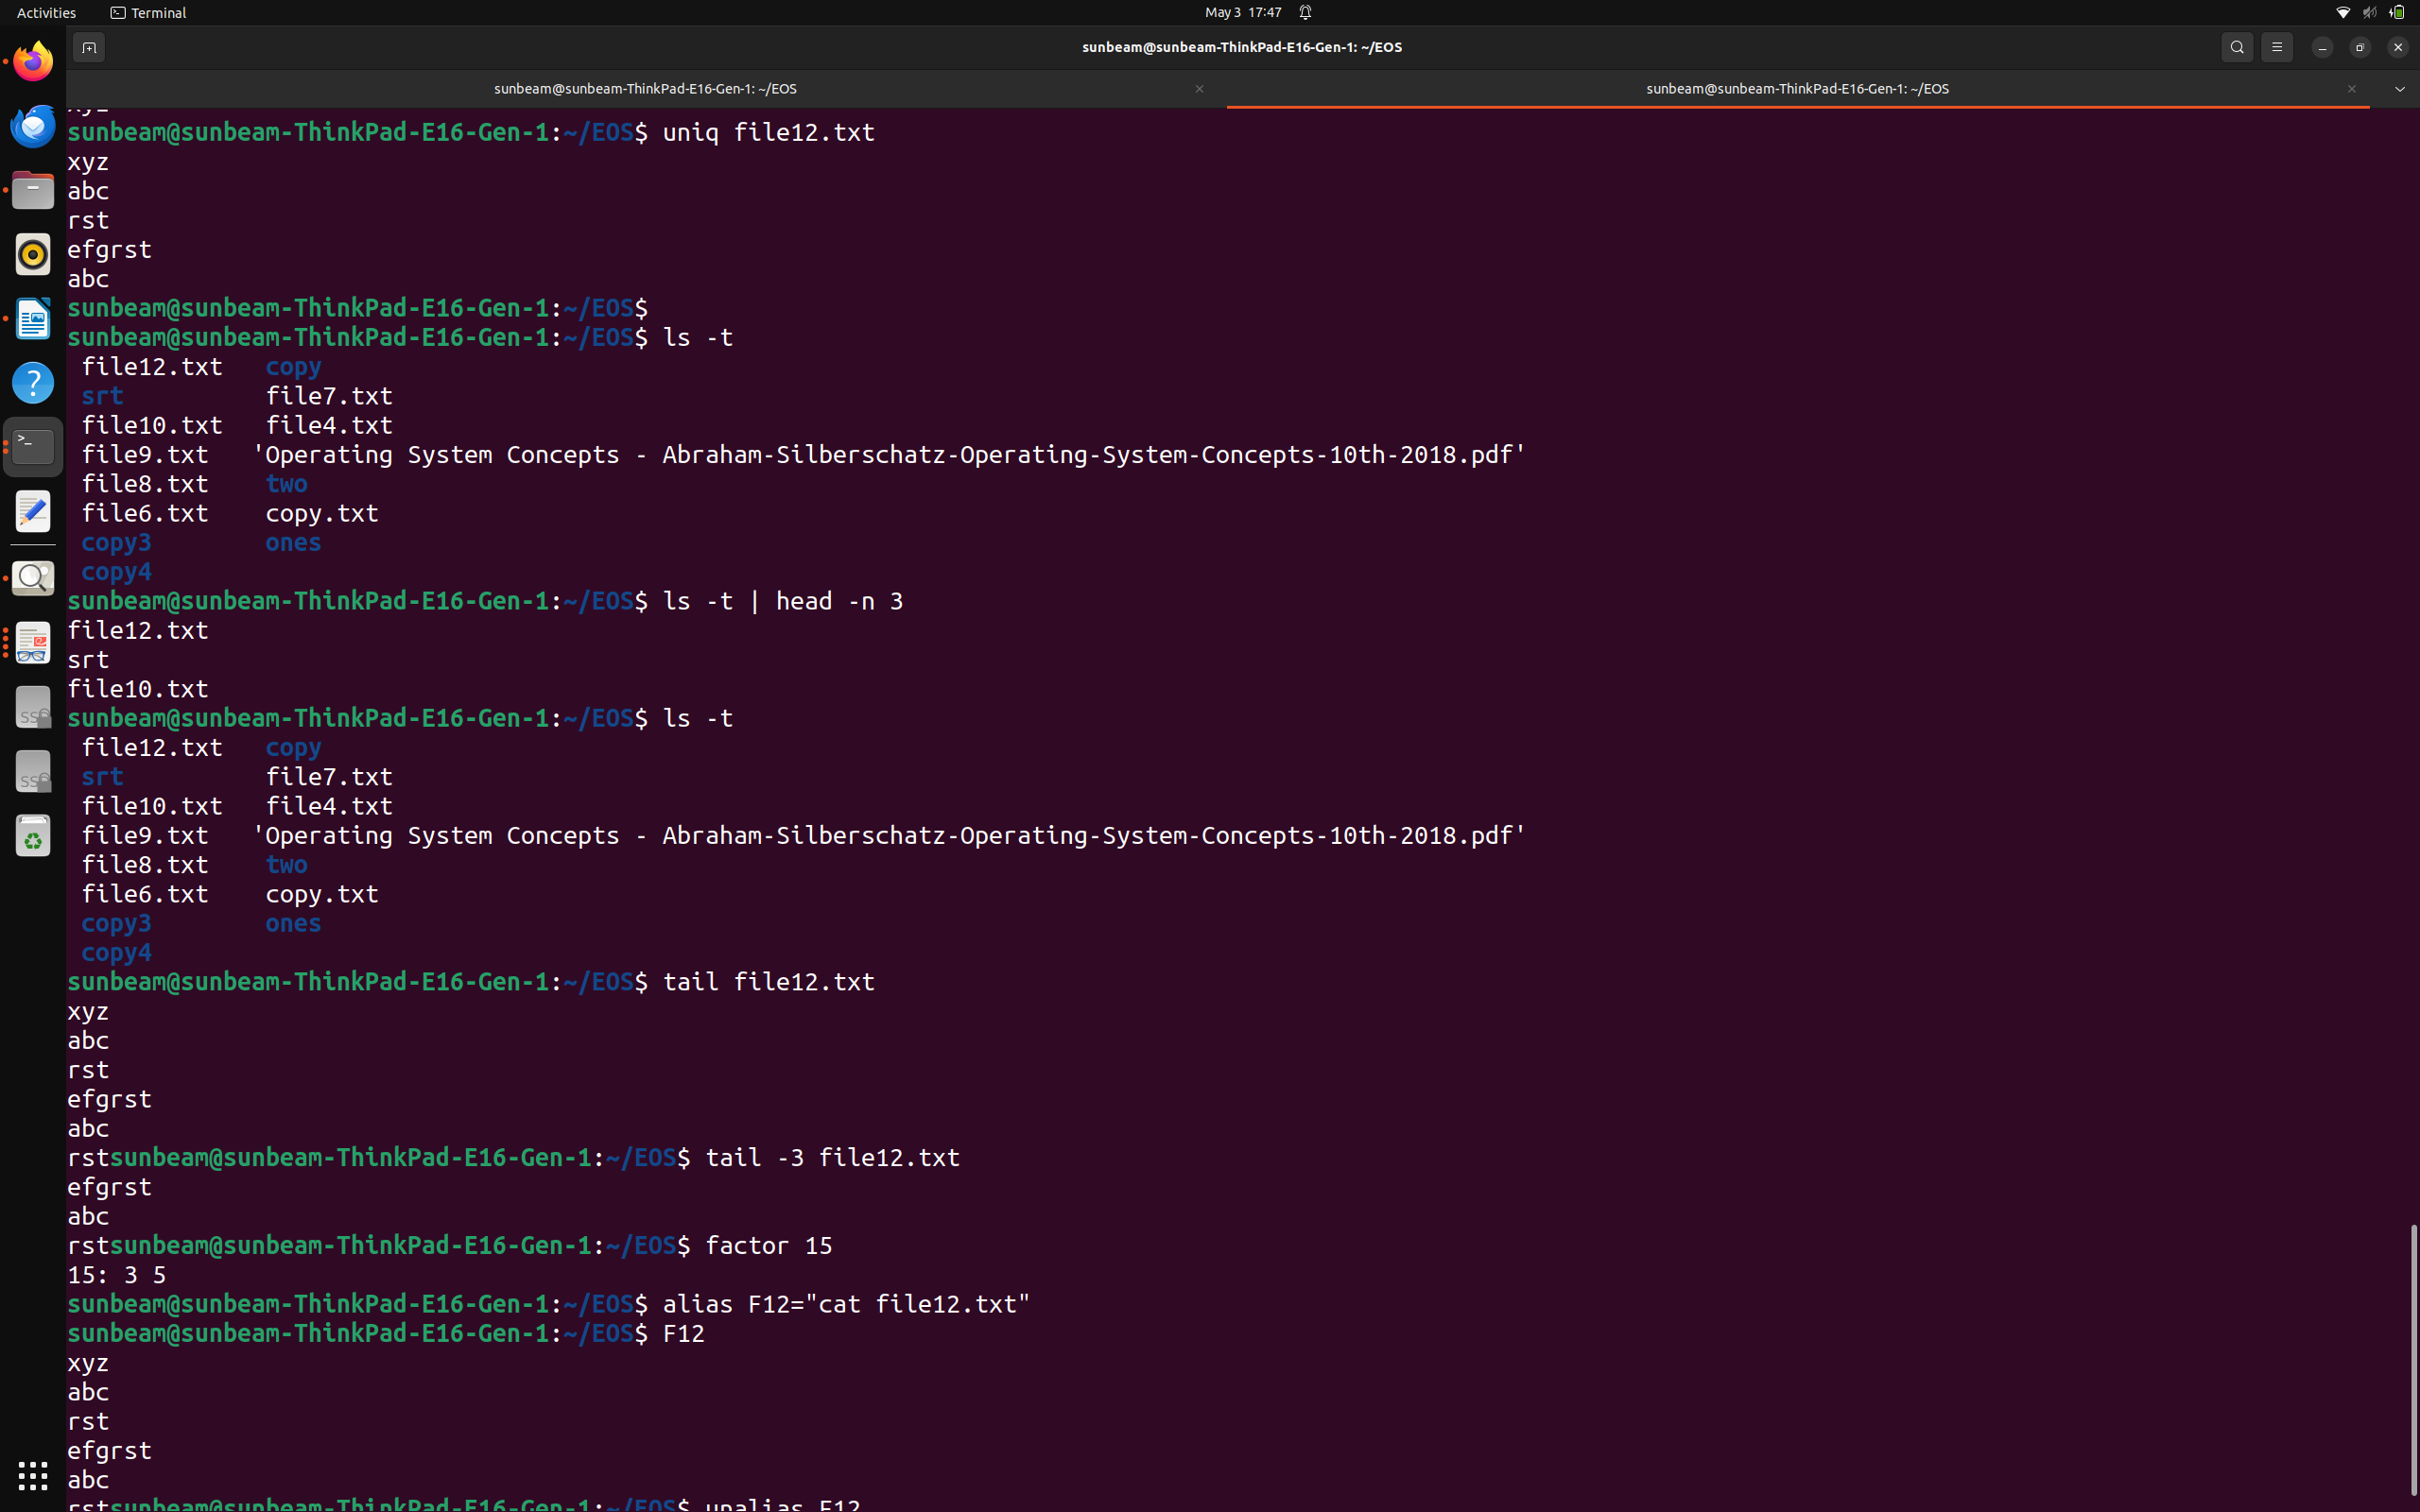 Activities Terminal May 3 17:47
sunbeam@sunbeam-ThinkPad-E16-Gen-1: ~/EOS
sunbeam@sunbeam-ThinkPad-E16-Gen-1: ~/EOS sunbeam@sunbeam-ThinkPad-E16-Gen-1: ~/EOS
xyz
sunbeam@sunbeam-ThinkPad-E16-Gen-1:~/EOS$ uniq file12.txt
xyz
abc
rst
efgrst
abc
sunbeam@sunbeam-ThinkPad-E16-Gen-1:~/EOS$
sunbeam@sunbeam-ThinkPad-E16-Gen-1:~/EOS$ ls -t
file12.txt copy
srt file7.txt
file10.txt file4.txt
file9.txt 'Operating System Concepts - Abraham-Silberschatz-Operating-System-Concepts-10th-2018.pdf'
file8.txt two
file6.txt copy.txt
copy3 ones
copy4
sunbeam@sunbeam-ThinkPad-E16-Gen-1:~/EOS$ ls -t | head -n 3
file12.txt
srt
file10.txt
sunbeam@sunbeam-ThinkPad-E16-Gen-1:~/EOS$ ls -t
file12.txt copy
srt file7.txt
file10.txt file4.txt
file9.txt 'Operating System Concepts - Abraham-Silberschatz-Operating-System-Concepts-10th-2018.pdf'
file8.txt two
file6.txt copy.txt
copy3 ones
copy4
sunbeam@sunbeam-ThinkPad-E16-Gen-1:~/EOS$ tail file12.txt
xyz
abc
rst
efgrst
abc
rstsunbeam@sunbeam-ThinkPad-E16-Gen-1:~/EOS$ tail -3 file12.txt
efgrst
abc
rstsunbeam@sunbeam-ThinkPad-E16-Gen-1:~/EOS$ factor 15
15: 3 5
sunbeam@sunbeam-ThinkPad-E16-Gen-1:~/EOS$ alias F12="cat file12.txt"
sunbeam@sunbeam-ThinkPad-E16-Gen-1:~/EOS$ F12
xyz
abc
rst
efgrst
abc
rstsunbeam@sunbeam-ThinkPad-E16-Gen-1:~/EOS$ unalias F12